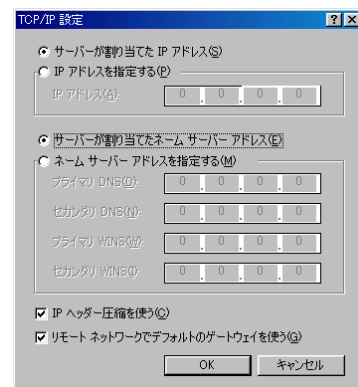 TCP/IP 設定
サーバーが割り当てた IP アドレス(S)
IP アドレスを指定する(P)
IP アドレス(A): 0 . 0 . 0 . 0
サーバーが割り当てたネーム サーバー アドレス(E)
ネーム サーバー アドレスを指定する(M)
プライマリ DNS(D): 0 . 0 . 0 . 0
セカンダリ DNS(N): 0 . 0 . 0 . 0
プライマリ WINS(W): 0 . 0 . 0 . 0
セカンダリ WINS(I): 0 . 0 . 0 . 0
IP ヘッダー圧縮を使う(C)
リモート ネットワークでデフォルトのゲートウェイを使う(G)
OK キャンセル